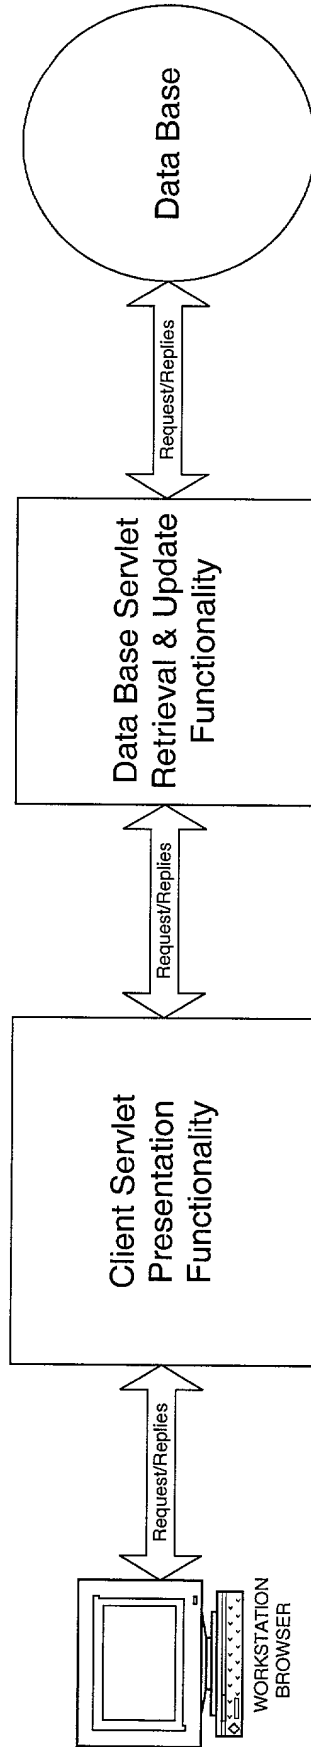 WORKSTATION
BROWSER
Request/Replies
Client Servlet
Presentation
Functionality
Request/Replies
Data Base Servlet
Retrieval & Update
Functionality
Request/Replies
Data Base